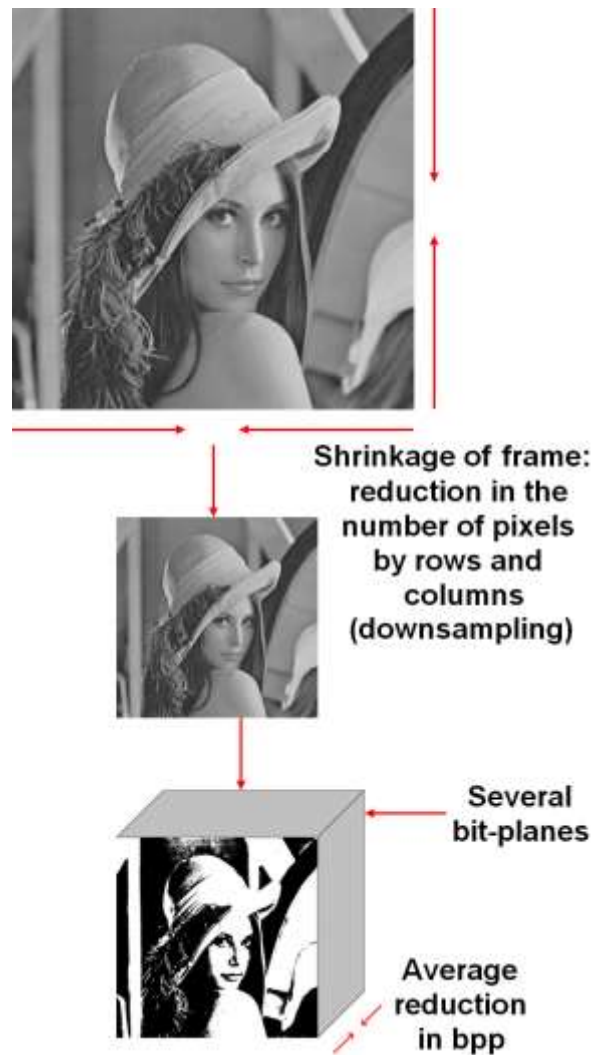 Shrinkage of frame:
reduction in the
number of pixels
by rows and
columns
(downsampling)
Several
bit-planes
Average
reduction
in bpp